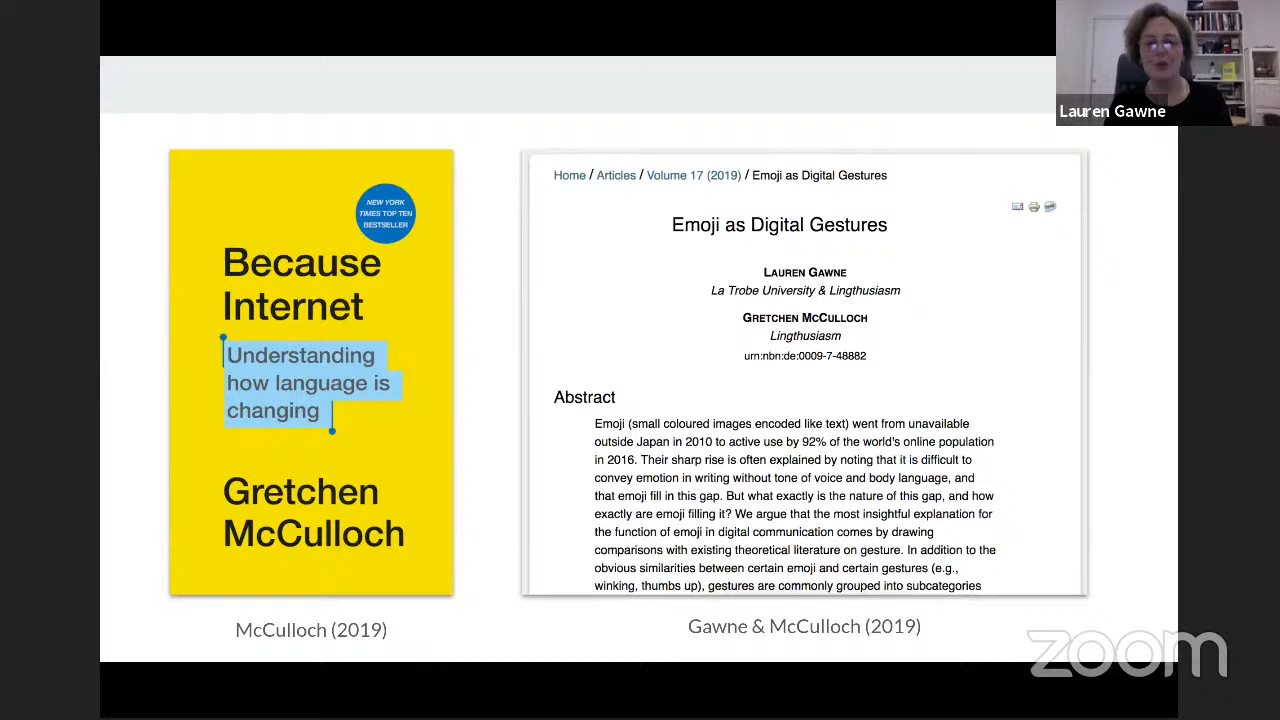 Lauren Gawne
NEW YORK
TIMES TOP TEN
BESTSELLER
Because
Internet
Understanding
how language is
changing
Gretchen
McCulloch
McCulloch (2019)
Home / Articles / Volume 17 (2019) / Emoji as Digital Gestures
Emoji as Digital Gestures
LAUREN GAWNE
La Trobe University & Lingthusiasm
GRETCHEN MCCULLOCH
Lingthusiasm
urn:nbn:de:0009-7-48882
Abstract
Emoji (small coloured images encoded like text) went from unavailable
outside Japan in 2010 to active use by 92% of the world's online population
in 2016. Their sharp rise is often explained by noting that it is difficult to
convey emotion in writing without tone of voice and body language, and
that emoji fill in this gap. But what exactly is the nature of this gap, and how
exactly are emoji filling it? We argue that the most insightful explanation for
the function of emoji in digital communication comes by drawing
comparisons with existing theoretical literature on gesture. In addition to the
obvious similarities between certain emoji and certain gestures (e.g.,
winking, thumbs up), gestures are commonly grouped into subcategories
Gawne & McCulloch (2019)
zoom